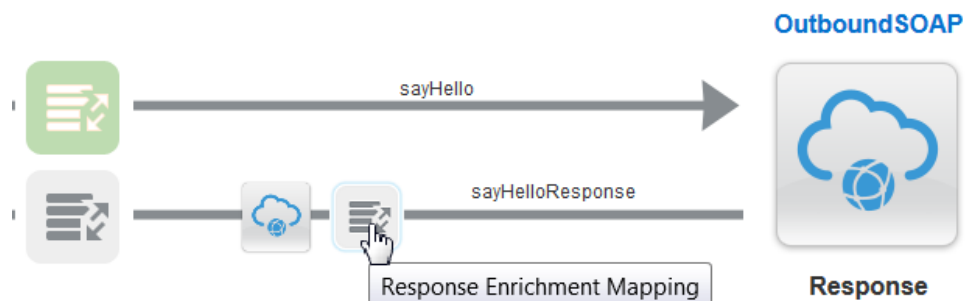 OutboundSOAP
sayHello
sayHelloResponse
Response Enrichment Mapping
Response